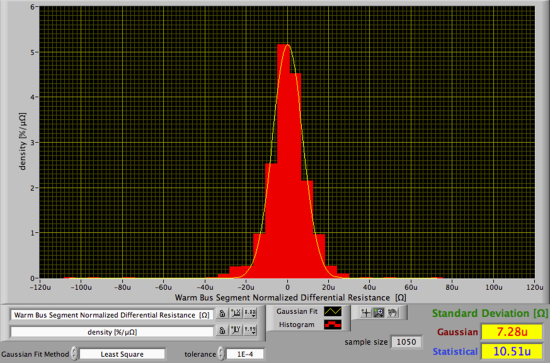 6
5
4
3
2
1
0
density [%/µΩ]
-120u -100u -80u -60u -40u -20u 0 20u 40u 60u 80u 100u 120u
Warm Bus Segment Normalized Differential Resistance [Ω]
Warm Bus Segment Normalized Differential Resistance [Ω]
density [%/µΩ]
Gaussian Fit
Histogram
Gaussian Fit Method Least Square tolerance 1E-4
sample size 1050
Standard Deviation [Ω]
Gaussian 7.28u
Statistical 10.51u